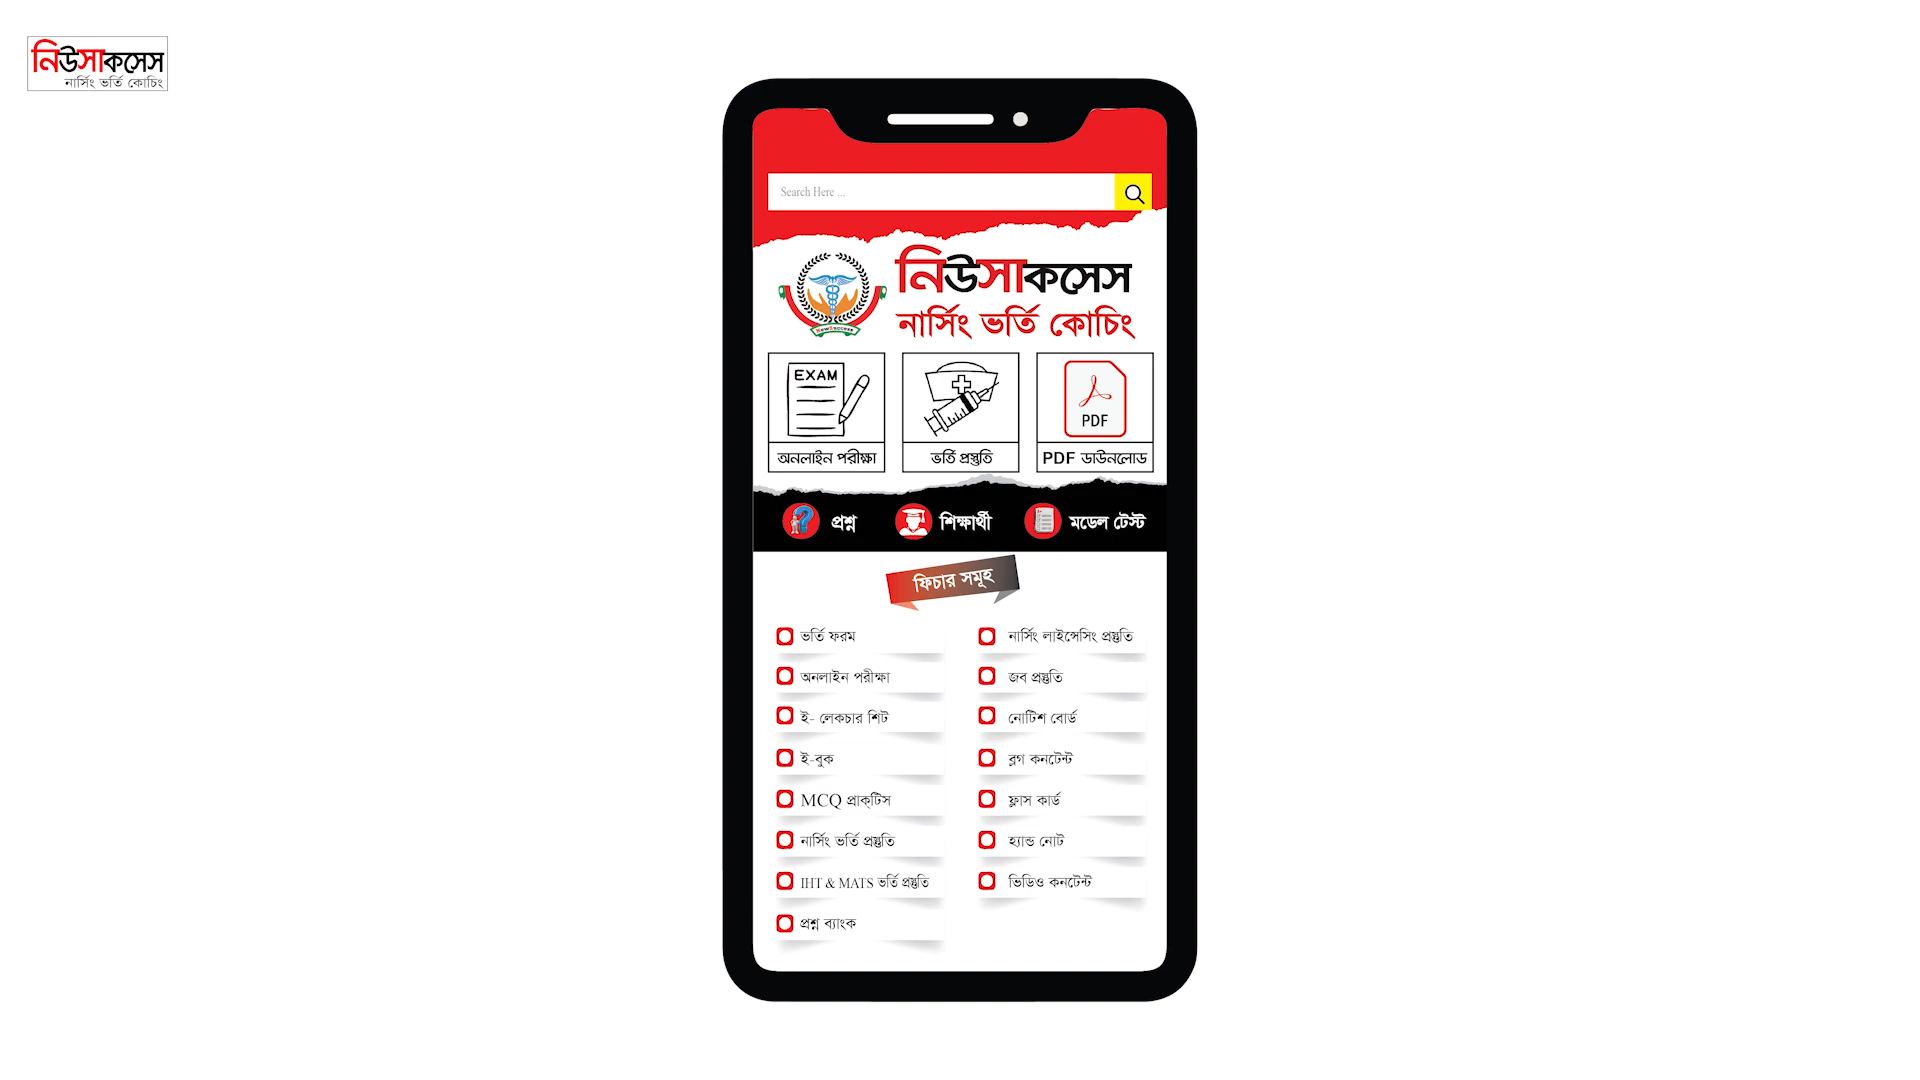 নিউসাকসেস
নার্সিং ভর্তি কোচিং
Search Here ...
নিউসাকসেস
নার্সিং ভর্তি কোচিং
NewSuccess
EXAM
PDF
অনলাইন পরীক্ষা
ভর্তি প্রস্তুতি
PDF ডাউনলোড
প্রশ্ন
শিক্ষার্থী
মডেল টেস্ট
ফিচার সমূহ
ভর্তি ফরম
অনলাইন পরীক্ষা
ই- লেকচার শিট
ই-বুক
MCQ প্রাক্টিস
নার্সিং ভর্তি প্রস্তুতি
IHT & MATS ভর্তি প্রস্তুতি
প্রশ্ন ব্যাংক
নার্সিং লাইন্সেসিং প্রস্তুতি
জব প্রস্তুতি
নোটিশ বোর্ড
ব্লগ কনটেন্ট
ফ্লাস কার্ড
হ্যান্ড নোট
ভিডিও কনটেন্ট